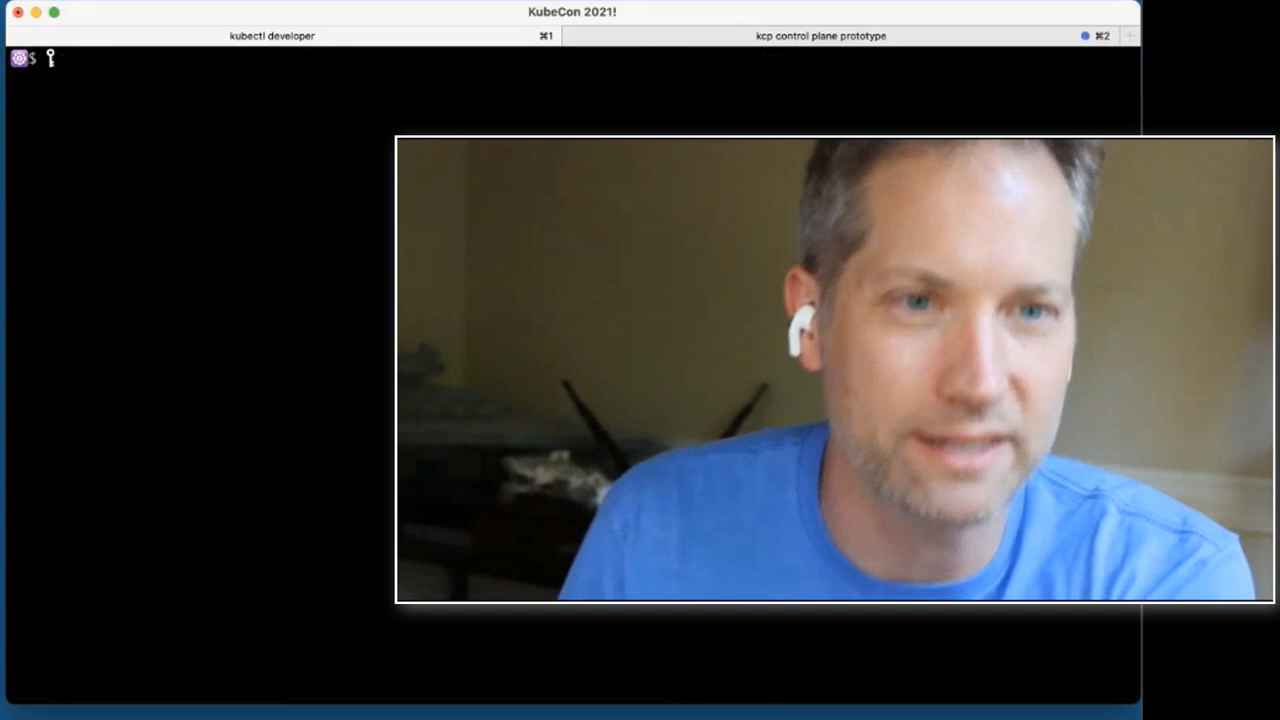 KubeCon 2021!
kubectl developer ⌘1 kcp control plane prototype ⌘2
$